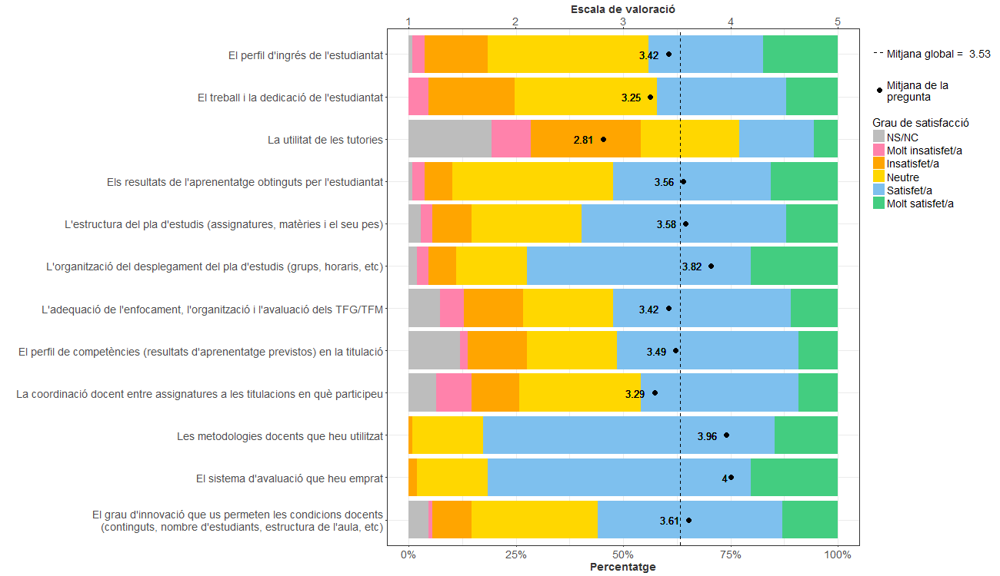 Escala de valoració
1 2 3 4 5
El perfil d'ingrés de l'estudiantat 3.42
El treball i la dedicació de l'estudiantat 3.25
La utilitat de les tutories 2.81
Els resultats de l'aprenentatge obtinguts per l'estudiantat 3.56
L'estructura del pla d'estudis (assignatures, matèries i el seu pes) 3.58
L'organització del desplegament del pla d'estudis (grups, horaris, etc) 3.82
L'adequació de l'enfocament, l'organització i l'avaluació dels TFG/TFM 3.42
El perfil de competències (resultats d'aprenentatge previstos) en la titulació 3.49
La coordinació docent entre assignatures a les titulacions en què participeu 3.29
Les metodologies docents que heu utilitzat 3.96
El sistema d'avaluació que heu emprat 4
El grau d'innovació que us permeten les condicions docents
(continguts, nombre d'estudiants, estructura de l'aula, etc) 3.61
0% 25% 50% 75% 100%
Percentatge
Mitjana global = 3.53
Mitjana de la
pregunta
Grau de satisfacció
NS/NC
Molt insatisfet/a
Insatisfet/a
Neutre
Satisfet/a
Molt satisfet/a